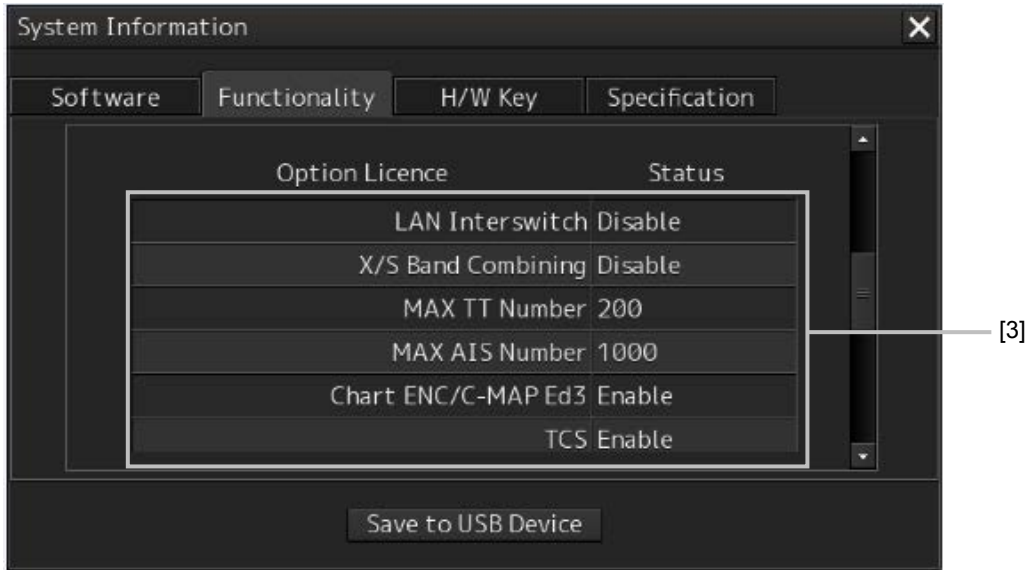 System Information
Software Functionality H/W Key Specification
Option Licence Status
LAN Interswitch Disable
X/S Band Combining Disable
MAX TT Number 200
MAX AIS Number 1000
Chart ENC/C-MAP Ed3 Enable
TCS Enable
[3]
Save to USB Device